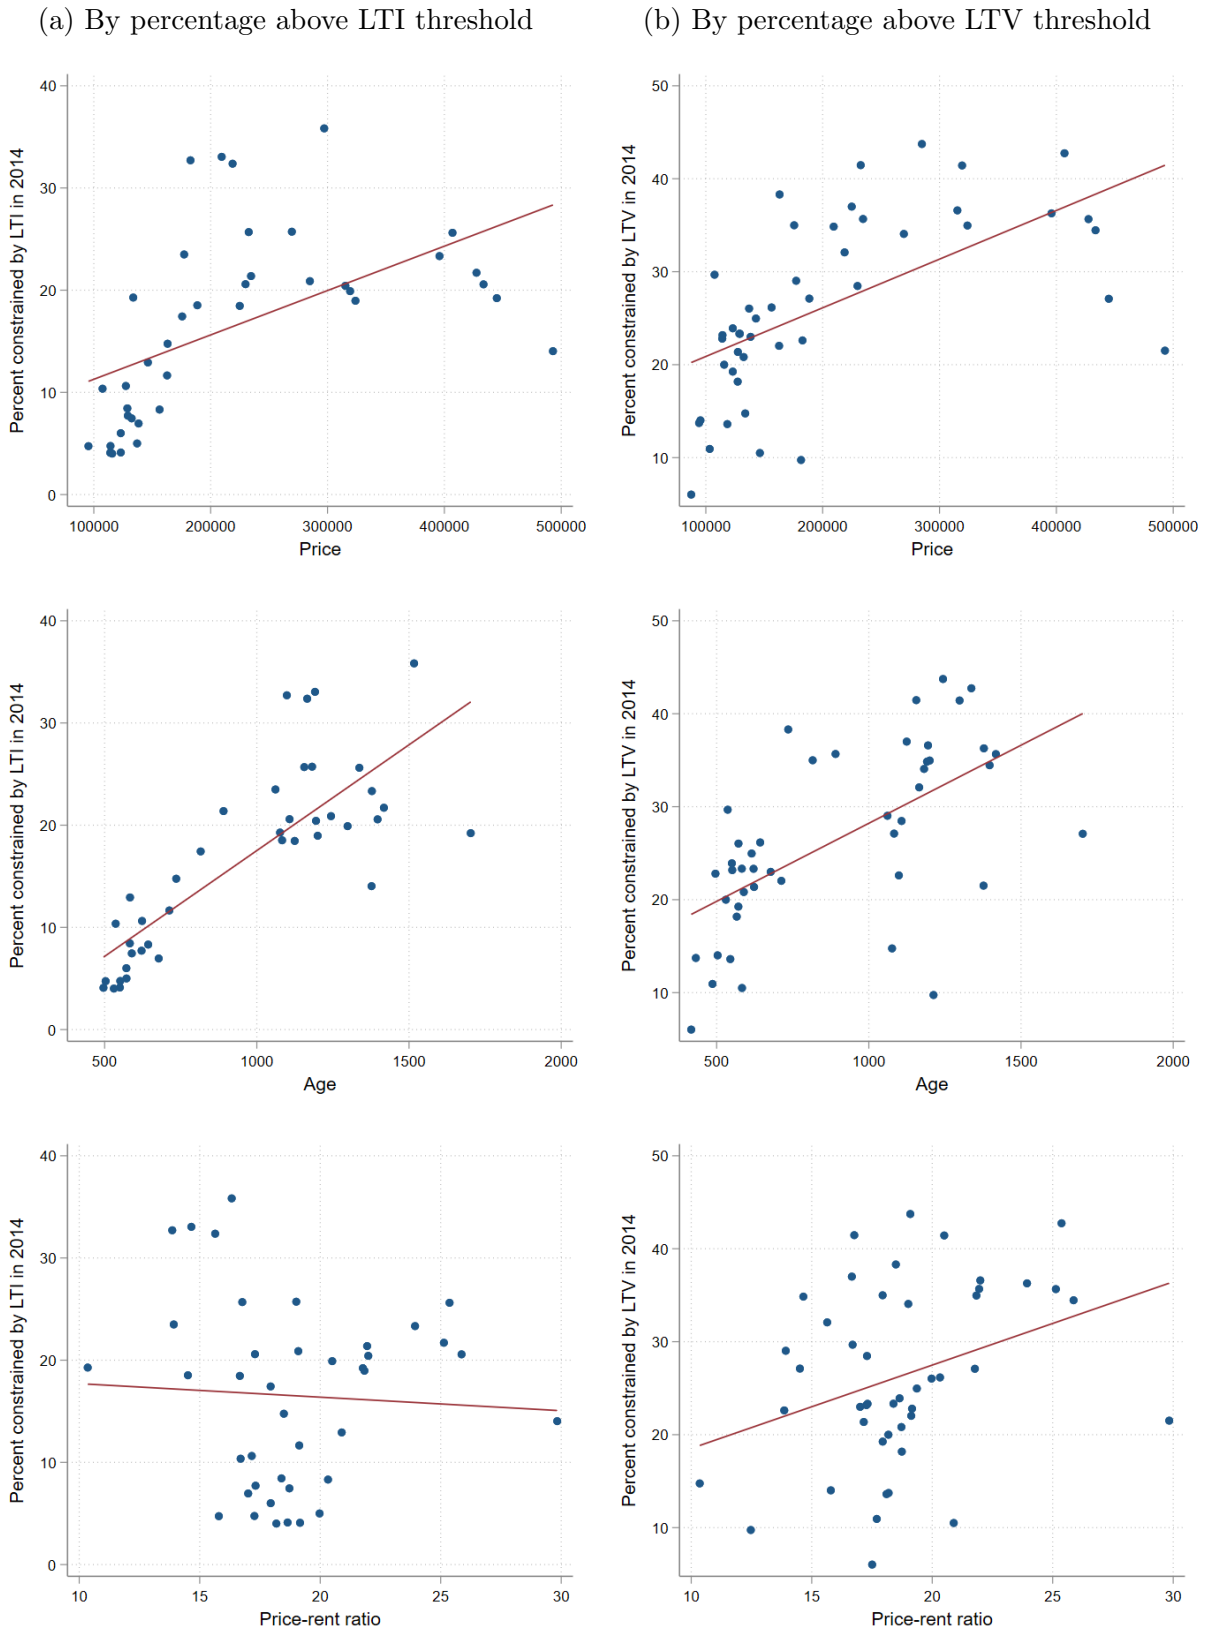 (a) By percentage above LTI threshold
(b) By percentage above LTV threshold
Percent constrained by LTI in 2014
40
30
20
10
0
100000 200000 300000 400000 500000
Price
Percent constrained by LTV in 2014
50
40
30
20
10
100000 200000 300000 400000 500000
Price
Percent constrained by LTI in 2014
40
30
20
10
0
500 1000 1500 2000
Age
Percent constrained by LTV in 2014
50
40
30
20
10
500 1000 1500 2000
Age
Percent constrained by LTI in 2014
40
30
20
10
0
10 15 20 25 30
Price-rent ratio
Percent constrained by LTV in 2014
50
40
30
20
10
10 15 20 25 30
Price-rent ratio